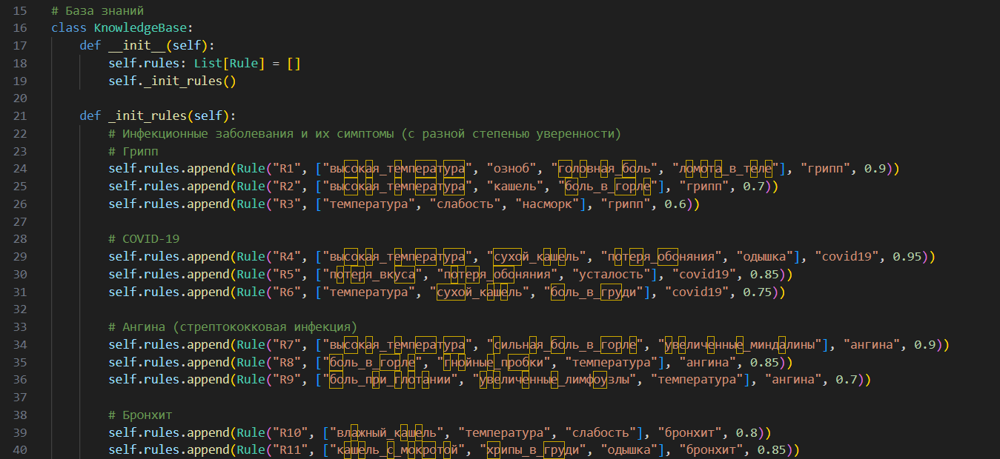 15 # База знаний
16 class KnowledgeBase:
17     def __init__(self):
18         self.rules: List[Rule] = []
19         self._init_rules()
20
21     def _init_rules(self):
22         # Инфекционные заболевания и их симптомы (с разной степенью уверенности)
23         # Грипп
24         self.rules.append(Rule("R1", ["высокая_температура", "озноб", "головная_боль", "ломота_в_теле"], "грипп", 0.9))
25         self.rules.append(Rule("R2", ["высокая_температура", "кашель", "боль_в_горле"], "грипп", 0.7))
26         self.rules.append(Rule("R3", ["температура", "слабость", "насморк"], "грипп", 0.6))
27
28         # COVID-19
29         self.rules.append(Rule("R4", ["высокая_температура", "сухой_кашель", "потеря_обоняния", "одышка"], "covid19", 0.95))
30         self.rules.append(Rule("R5", ["потеря_вкуса", "потеря_обоняния", "усталость"], "covid19", 0.85))
31         self.rules.append(Rule("R6", ["температура", "сухой_кашель", "боль_в_груди"], "covid19", 0.75))
32
33         # Ангина (стрептококковая инфекция)
34         self.rules.append(Rule("R7", ["высокая_температура", "сильная_боль_в_горле", "увеличенные_миндалины"], "ангина", 0.9))
35         self.rules.append(Rule("R8", ["боль_в_горле", "гнойные_пробки", "температура"], "ангина", 0.85))
36         self.rules.append(Rule("R9", ["боль_при_глотании", "увеличенные_лимфоузлы", "температура"], "ангина", 0.7))
37
38         # Бронхит
39         self.rules.append(Rule("R10", ["влажный_кашель", "температура", "слабость"], "бронхит", 0.8))
40         self.rules.append(Rule("R11", ["кашель_с_мокротой", "хрипы_в_груди", "одышка"], "бронхит", 0.85))